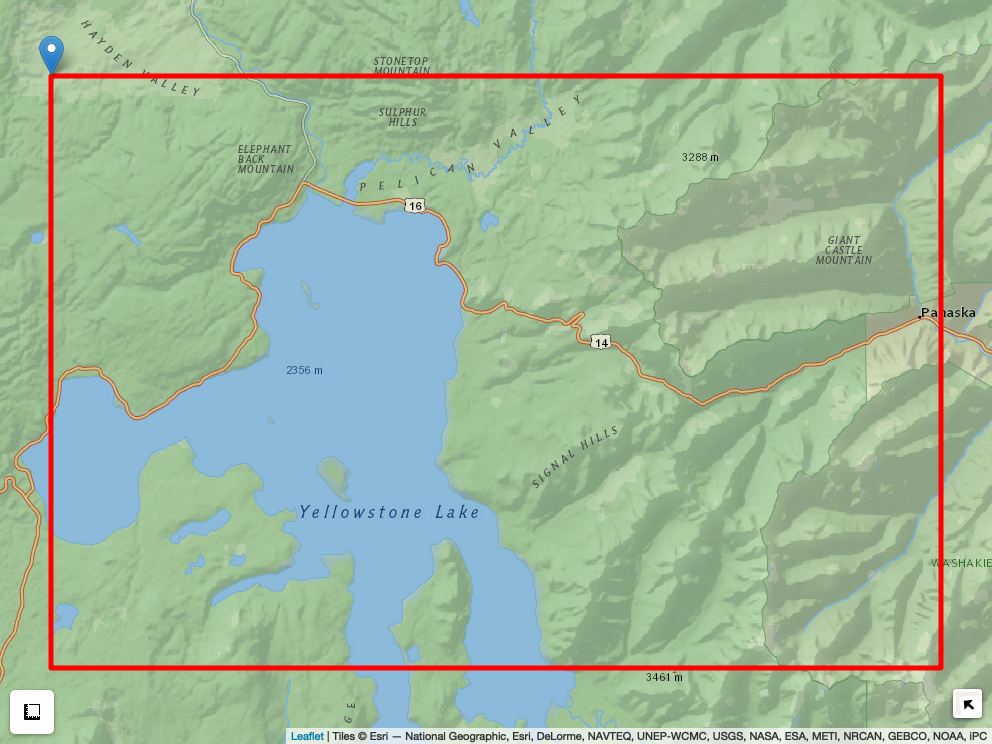 HAYDEN VALLEY
STONETOP
MOUNTAIN
SULPHUR
HILLS
ELEPHANT
BACK
MOUNTAIN
PELICAN VALLEY
3288 m
16
GIANT
CASTLE
MOUNTAIN
Pahaska
14
2356 m
SIGNAL HILLS
Yellowstone Lake
WASHAKIE
3461 m
G E
Leaflet | Tiles © Esri — National Geographic, Esri, DeLorme, NAVTEQ, UNEP-WCMC, USGS, NASA, ESA, METI, NRCAN, GEBCO, NOAA, iPC